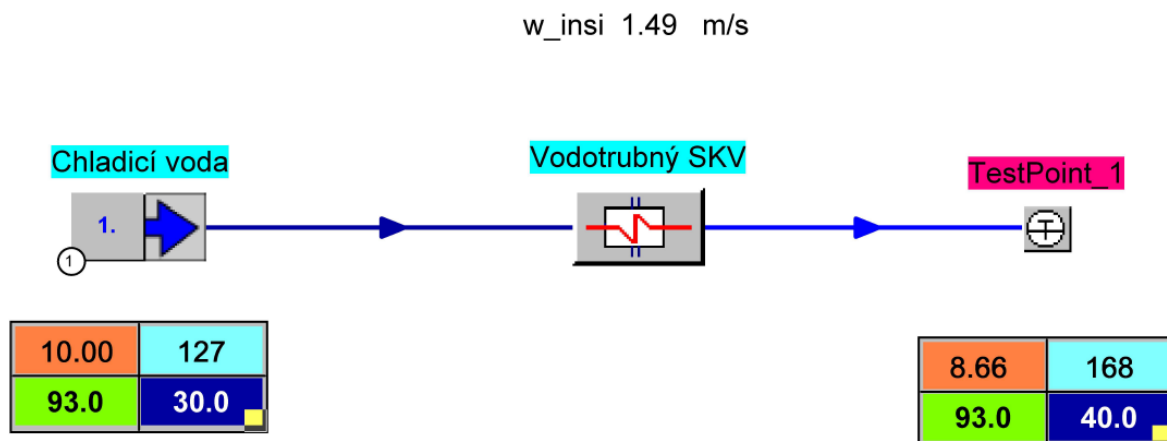 w_insi 1.49 m/s
Chladicí voda
Vodotrubný SKV
TestPoint_1
1.
1
10.00 127
93.0 30.0
8.66 168
93.0 40.0